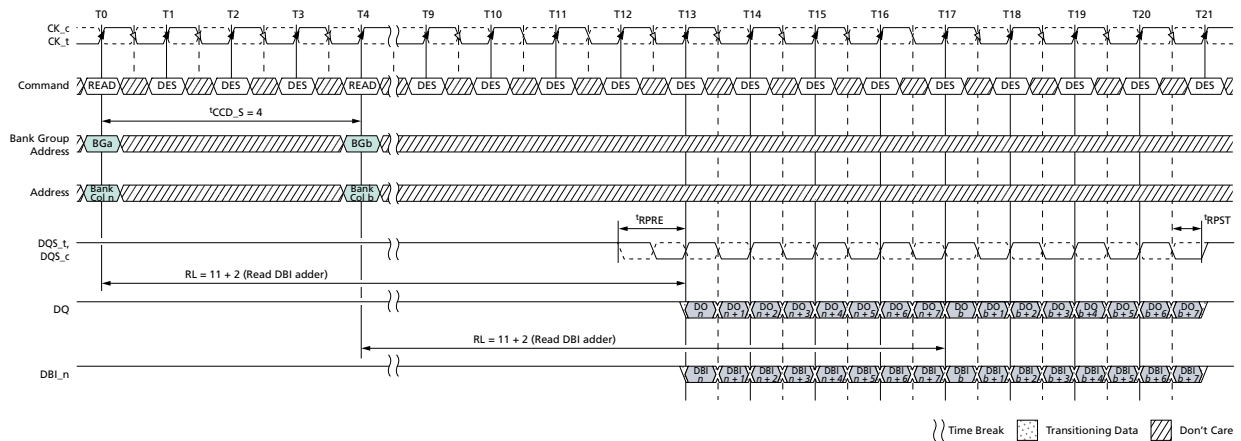 T0 T1 T2 T3 T4 T9 T10 T11 T12 T13 T14 T15 T16 T17 T18 T19 T20 T21
CK_c
CK_t
Command READ DES DES DES READ DES DES DES DES DES DES DES DES DES DES DES DES DES
tCCD_S = 4
Bank Group
Address
BGa BGb
Address
Bank
Col n
Bank
Col b
tRPRE tRPST
DQS_t,
DQS_c
RL = 11 + 2 (Read DBI adder)
DQ
DO DO DO DO DO DO DO DO DO DO DO DO DO DO DO DO
n n + 1 n + 2 n + 3 n + 4 n + 5 n + 6 n + 7 b b + 1 b + 2 b + 3 b +4 b + 5 b + 6 b + 7
RL = 11 + 2 (Read DBI adder)
DBI_n
DBI DBI DBI DBI DBI DBI DBI DBI DBI DBI DBI DBI DBI DBI DBI DBI
n n + 1 n + 2 n + 3 n + 4 n + 5 n + 6 n + 7 b b + 1 b + 2 b + 3 b + 4 b + 5 b + 6 b + 7
Time Break Transitioning Data Don't Care